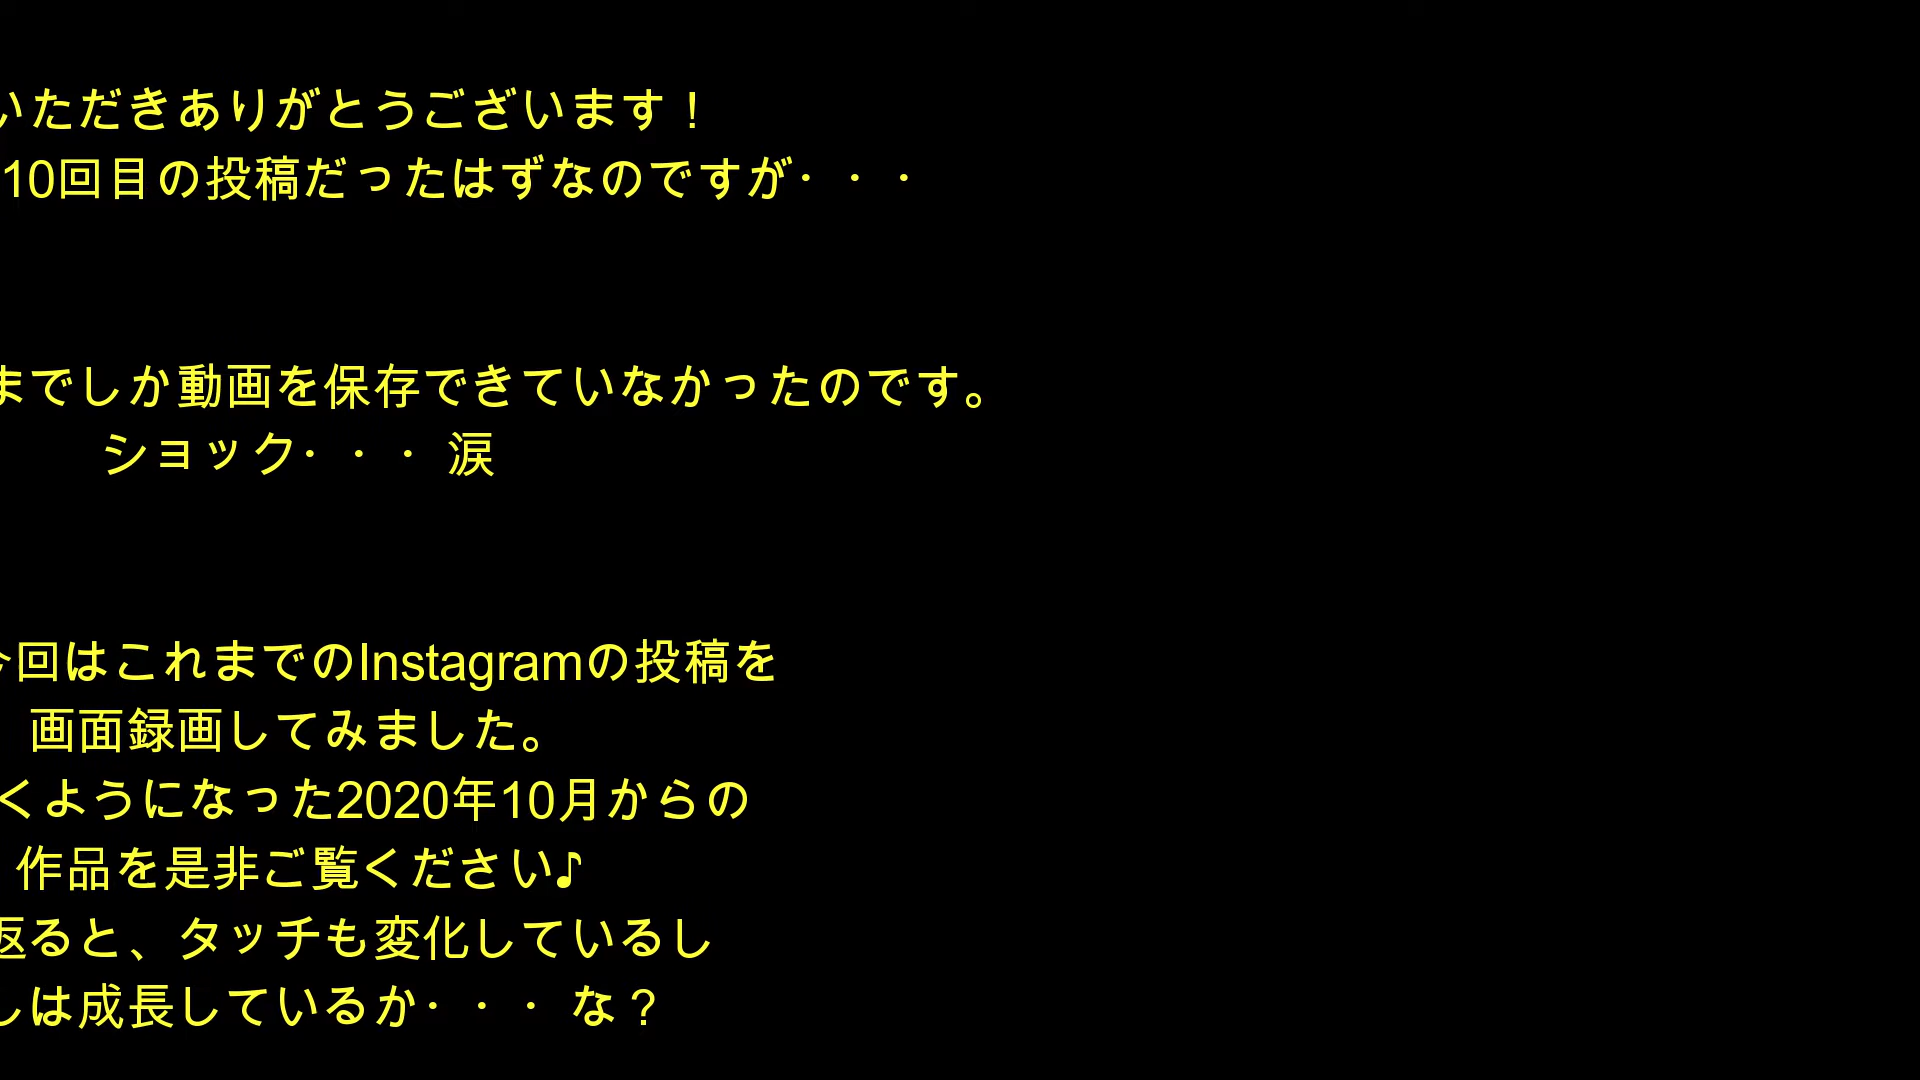 いただきありがとうございます！
10回目の投稿だったはずなのですが・・・
までしか動画を保存できていなかったのです。
ショック・・・涙
今回はこれまでのInstagramの投稿を
画面録画してみました。
くようになった2020年10月からの
作品を是非ご覧ください♪
返ると、タッチも変化しているし
しは成長しているか・・・な？